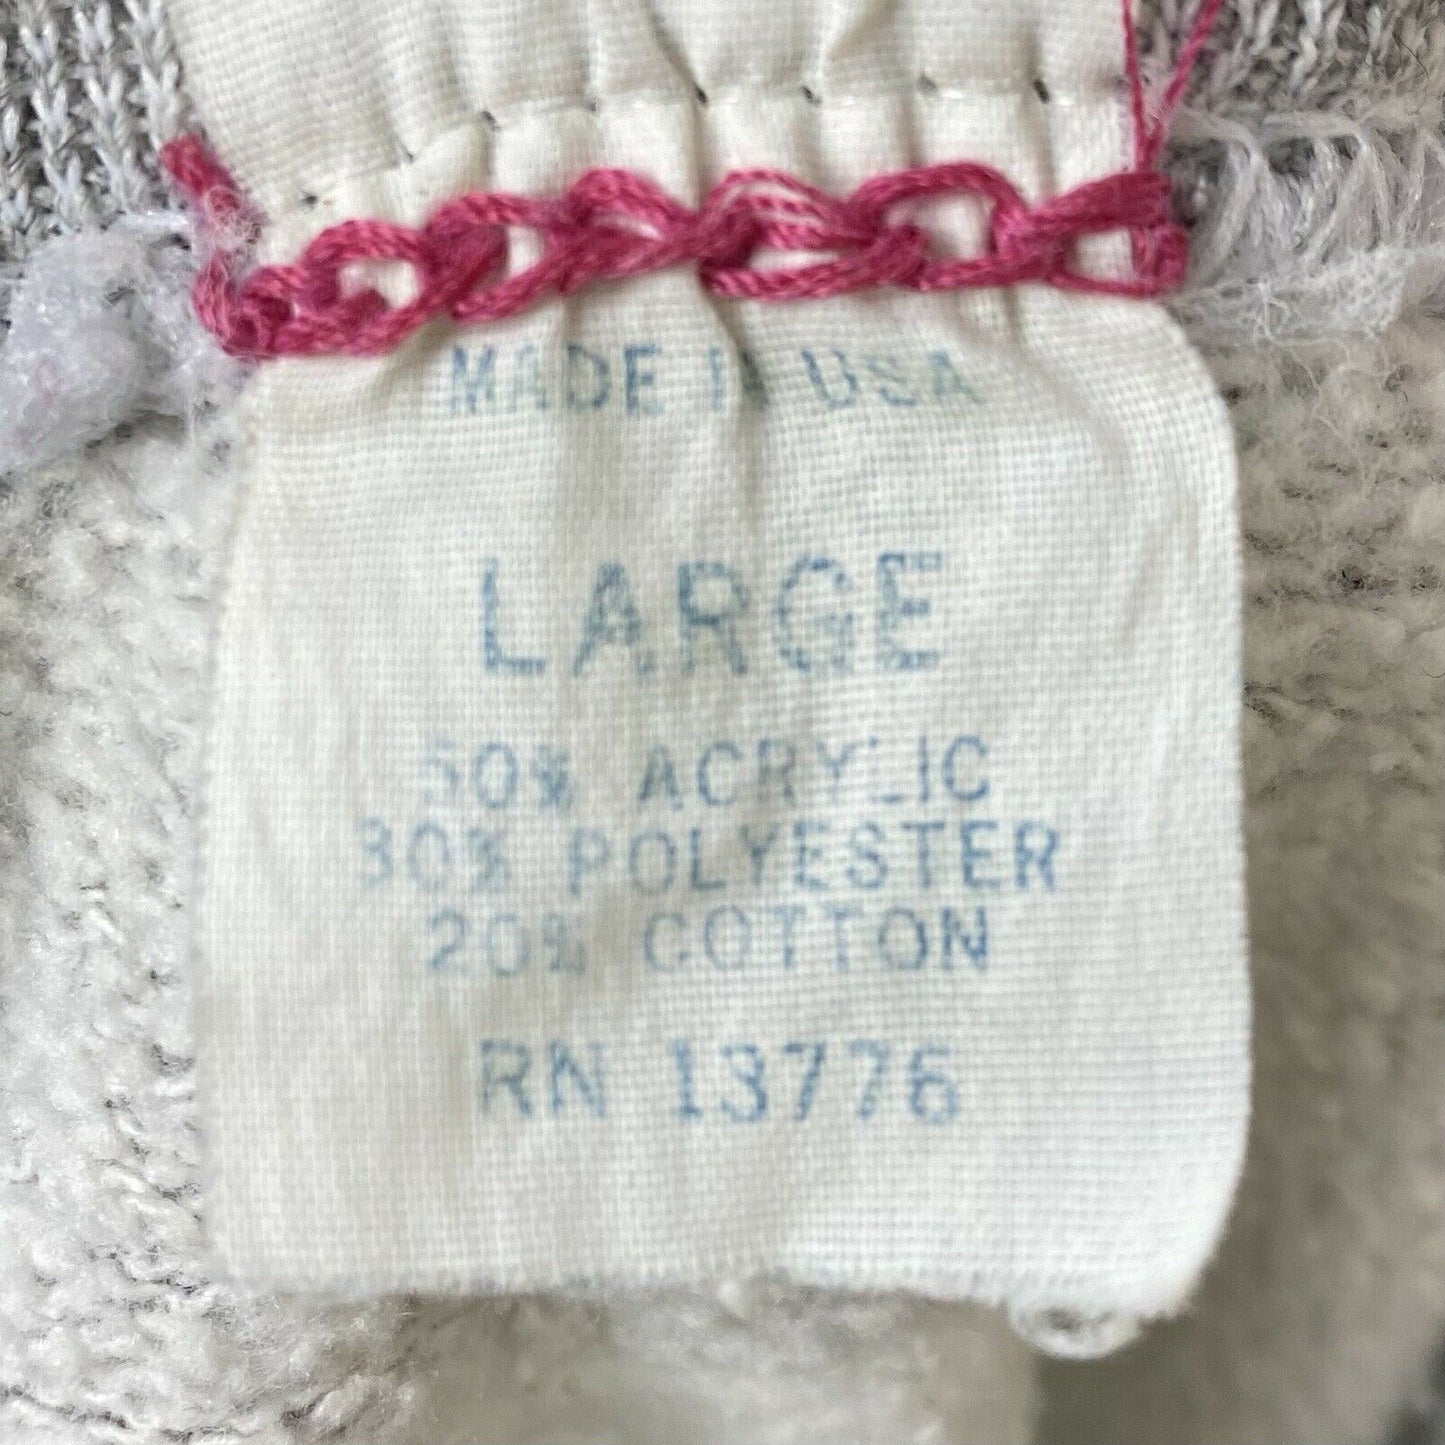 MADE IN USA
LARGE
50% ACRYLIC
30% POLYESTER
20% COTTON
RN 13776